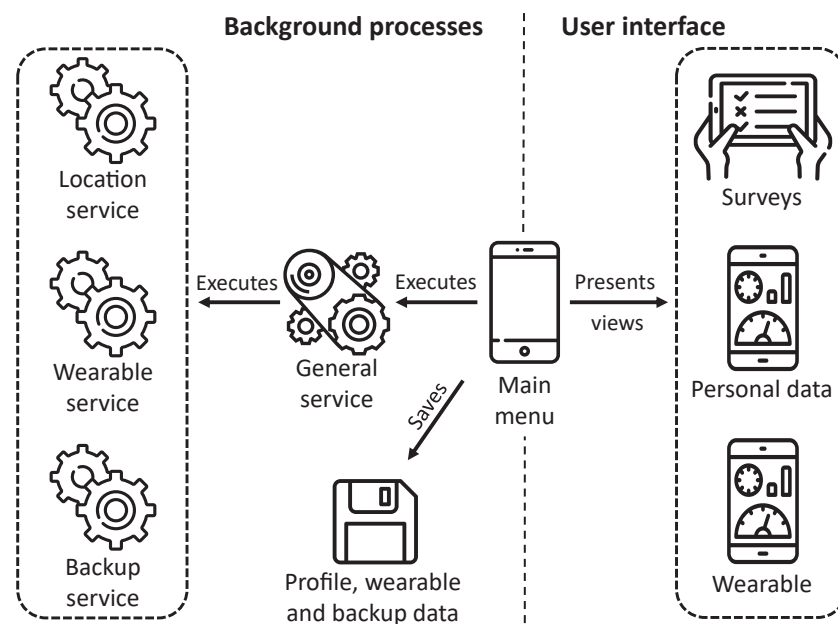 Background processes
User interface
Location
service
Surveys
Executes
Executes
Presents
views
Wearable
service
General
service
Main
menu
Personal data
Saves
Backup
service
Profile, wearable
and backup data
Wearable